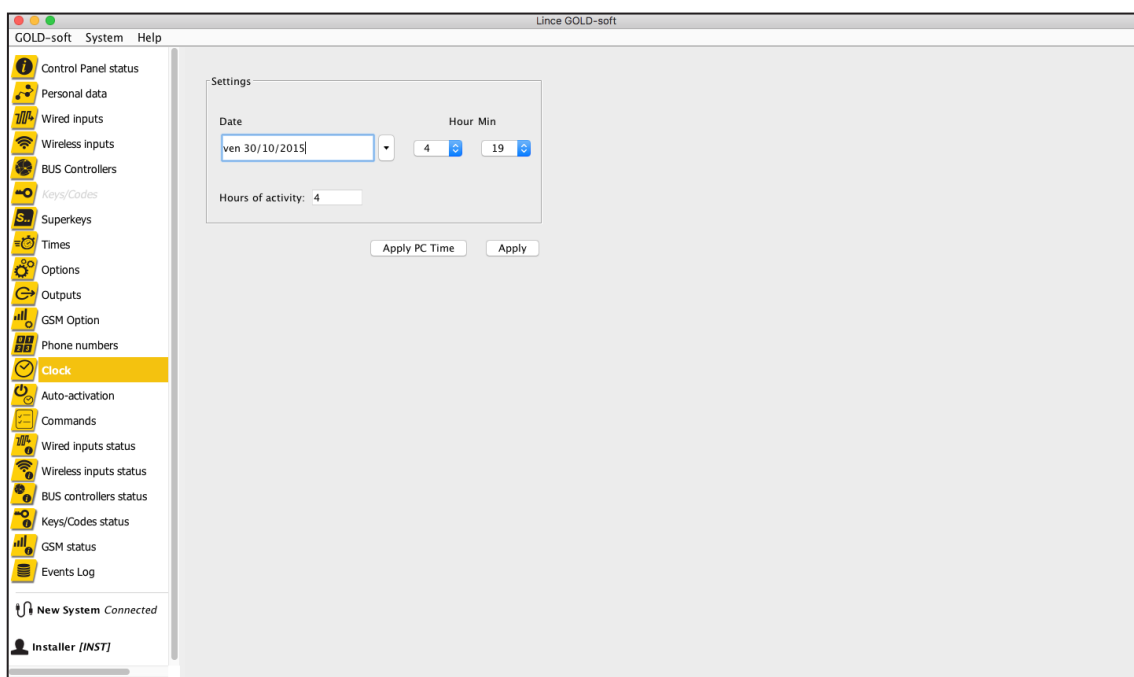 Lince GOLD-soft
GOLD-soft System Help
Control Panel status
Personal data
Wired inputs
Wireless inputs
BUS Controllers
Keys/Codes
S.. Superkeys
Times
Options
Outputs
GSM Option
Phone numbers
Clock
Auto-activation
Commands
Wired inputs status
Wireless inputs status
BUS controllers status
Keys/Codes status
GSM status
Events Log
New System Connected
Installer [INST]
Settings
Date Hour Min
ven 30/10/2015 4 19
Hours of activity: 4
Apply PC Time Apply